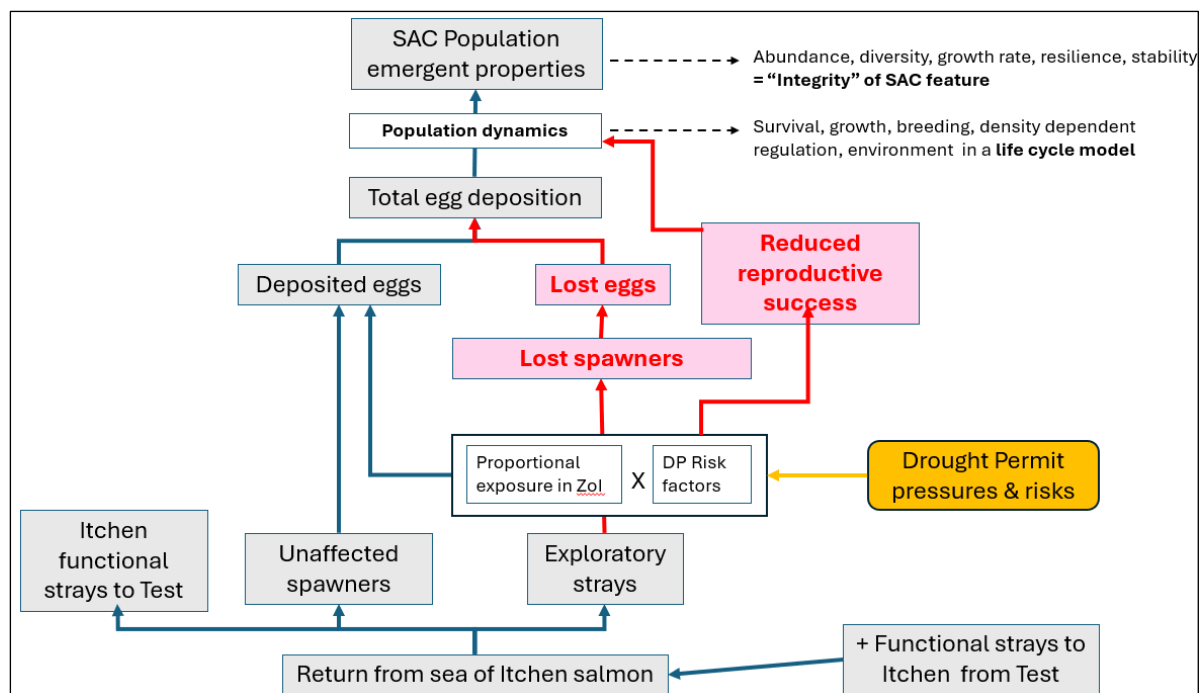 SAC Population
emergent properties
Abundance, diversity, growth rate, resilience, stability
= “Integrity” of SAC feature
Population dynamics
Survival, growth, breeding, density dependent
regulation, environment in a life cycle model
Total egg deposition
Reduced
reproductive
success
Deposited eggs
Lost eggs
Lost spawners
Proportional
exposure in ZoI
X
DP Risk
factors
Drought Permit
pressures & risks
Itchen
functional
strays to Test
Unaffected
spawners
Exploratory
strays
Return from sea of Itchen salmon
+ Functional strays to
Itchen from Test